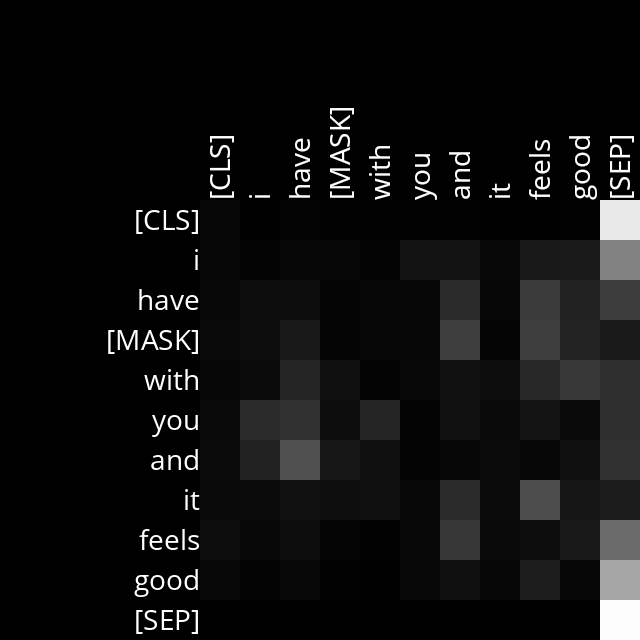 [CLS] i have [MASK] with you and it feels good [SEP]
[CLS]
i
have
[MASK]
with
you
and
it
feels
good
[SEP]